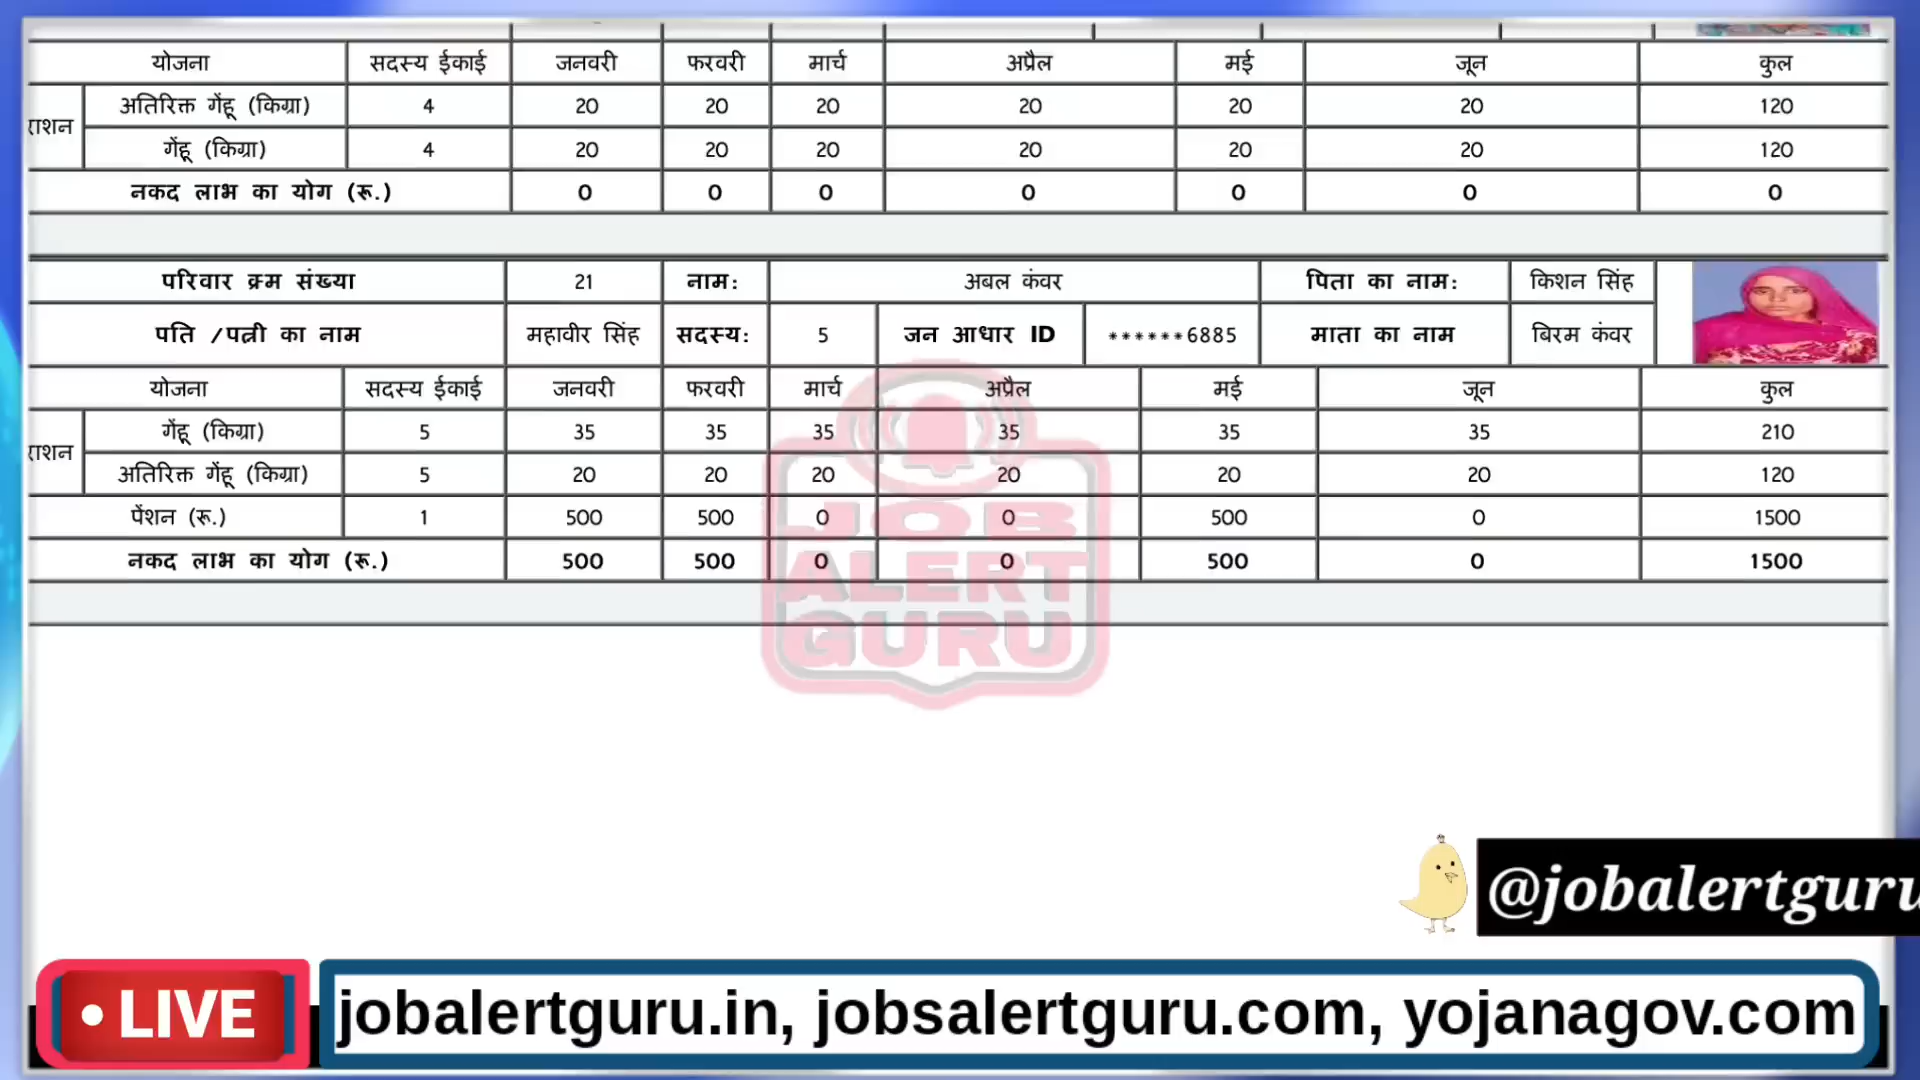 योजना सदस्य ईकाई जनवरी फरवरी मार्च अप्रैल मई जून कुल
राशन अतिरिक्त गेंहू (किग्रा) 4 20 20 20 20 20 20 120
गेंहू (किग्रा) 4 20 20 20 20 20 20 120
नकद लाभ का योग (रू.) 0 0 0 0 0 0 0
परिवार क्रम संख्या 21 नाम: अबल कंवर पिता का नाम: किशन सिंह
पति /पत्नी का नाम महावीर सिंह सदस्य: 5 जन आधार ID ******6885 माता का नाम बिरम कंवर
योजना सदस्य ईकाई जनवरी फरवरी मार्च अप्रैल मई जून कुल
राशन गेंहू (किग्रा) 5 35 35 35 35 35 35 210
अतिरिक्त गेंहू (किग्रा) 5 20 20 20 20 20 20 120
पेंशन (रू.) 1 500 500 0 0 500 0 1500
नकद लाभ का योग (रू.) 500 500 0 0 500 0 1500
JOB
ALERT
GURU
@jobalertguru
• LIVE jobalertguru.in, jobsalertguru.com, yojanagov.com